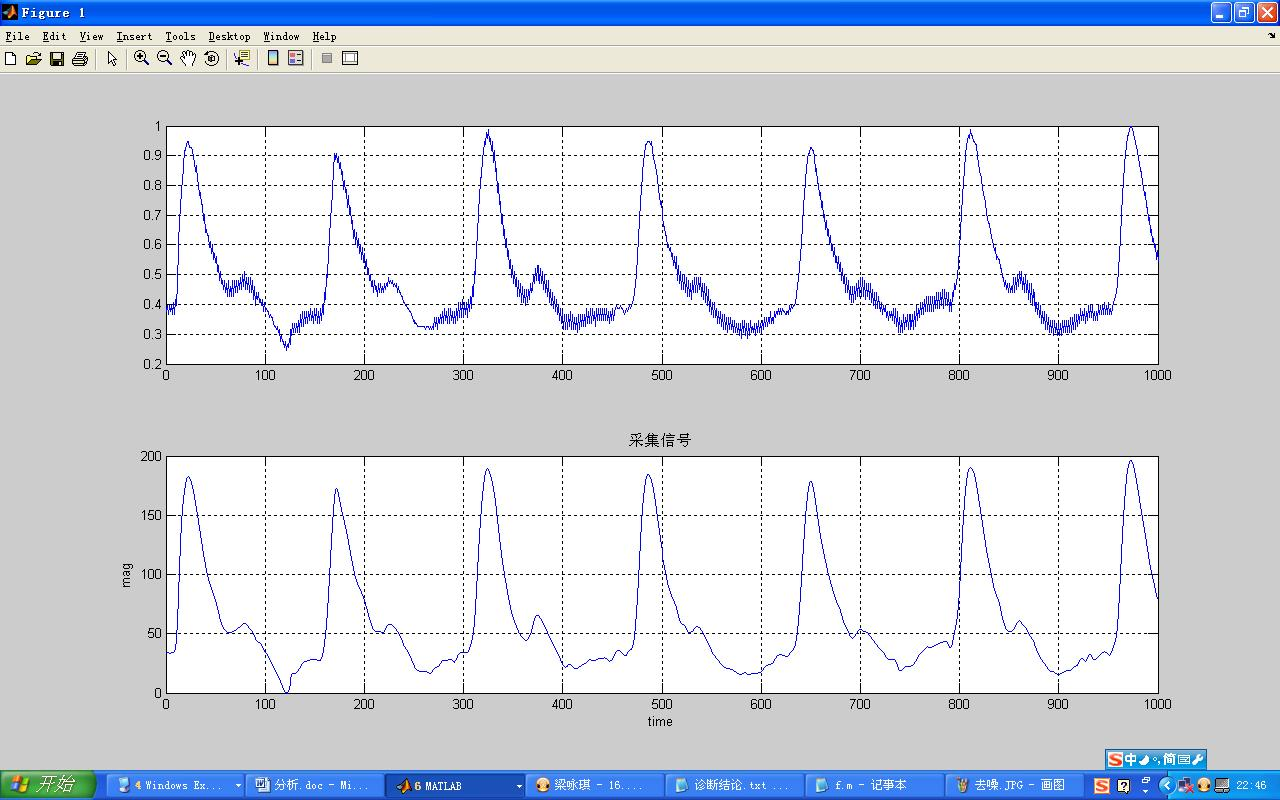 Figure 1
File Edit View Insert Tools Desktop Window Help
1
0.9
0.8
0.7
0.6
0.5
0.4
0.3
0.2
0 100 200 300 400 500 600 700 800 900 1000
采集信号
200
150
100
50
0
mag
0 100 200 300 400 500 600 700 800 900 1000
time
S 中 简
开始 4 Windows Ex... 分析.doc - Mi... 6 MATLAB 梁咏琪 - 16.... 诊断结论.txt ... f.m - 记事本 去噪.JPG - 画图 S 22:46